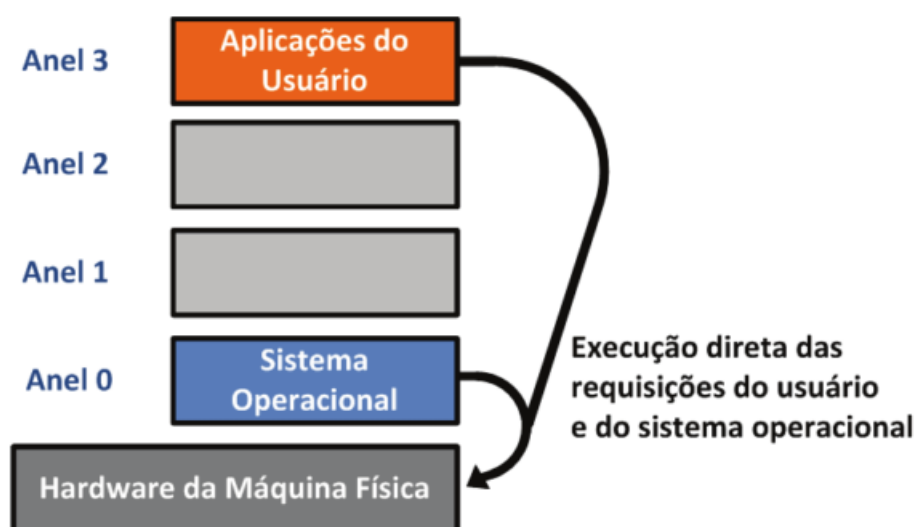 Anel 3
Aplicações do
Usuário
Anel 2
Anel 1
Anel 0
Sistema
Operacional
Execução direta das
requisições do usuário
e do sistema operacional
Hardware da Máquina Física